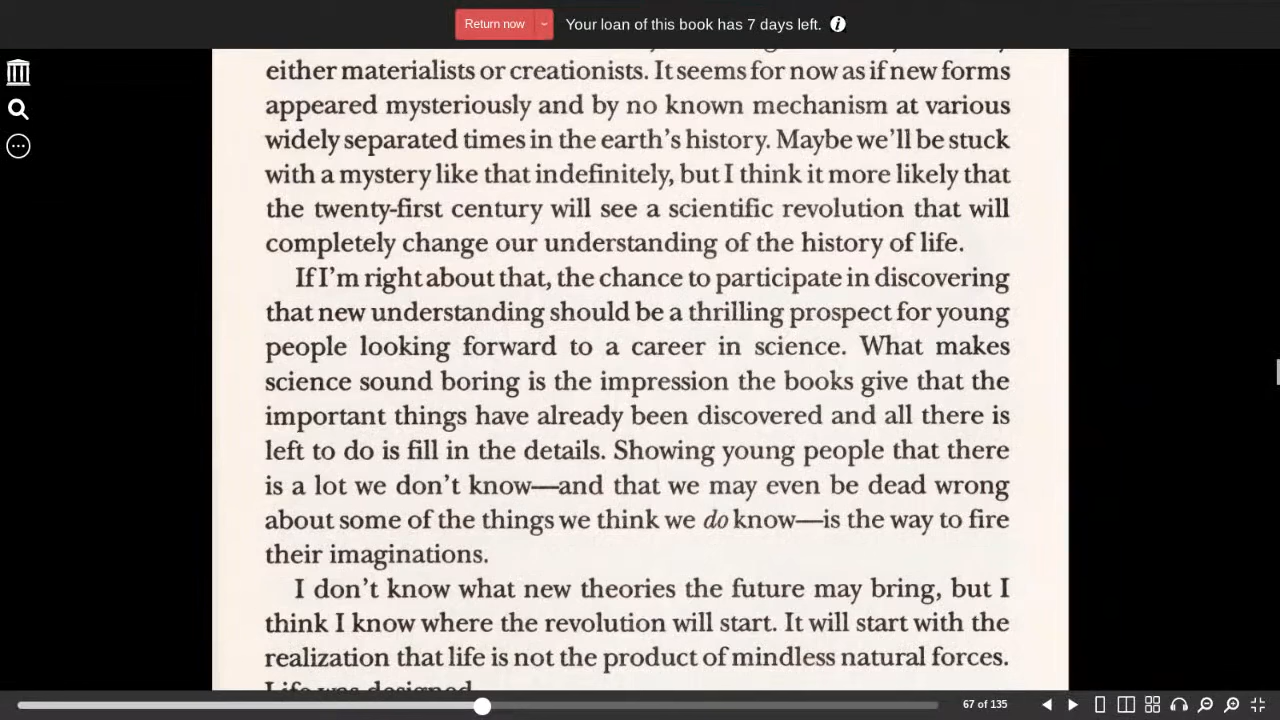 Return now
Your loan of this book has 7 days left.
either materialists or creationists. It seems for now as if new forms
appeared mysteriously and by no known mechanism at various
widely separated times in the earth's history. Maybe we'll be stuck
with a mystery like that indefinitely, but I think it more likely that
the twenty-first century will see a scientific revolution that will
completely change our understanding of the history of life.
If I'm right about that, the chance to participate in discovering
that new understanding should be a thrilling prospect for young
people looking forward to a career in science. What makes
science sound boring is the impression the books give that the
important things have already been discovered and all there is
left to do is fill in the details. Showing young people that there
is a lot we don't know—and that we may even be dead wrong
about some of the things we think we do know—is the way to fire
their imaginations.
I don't know what new theories the future may bring, but I
think I know where the revolution will start. It will start with the
realization that life is not the product of mindless natural forces.
Life was designed.
67 of 135